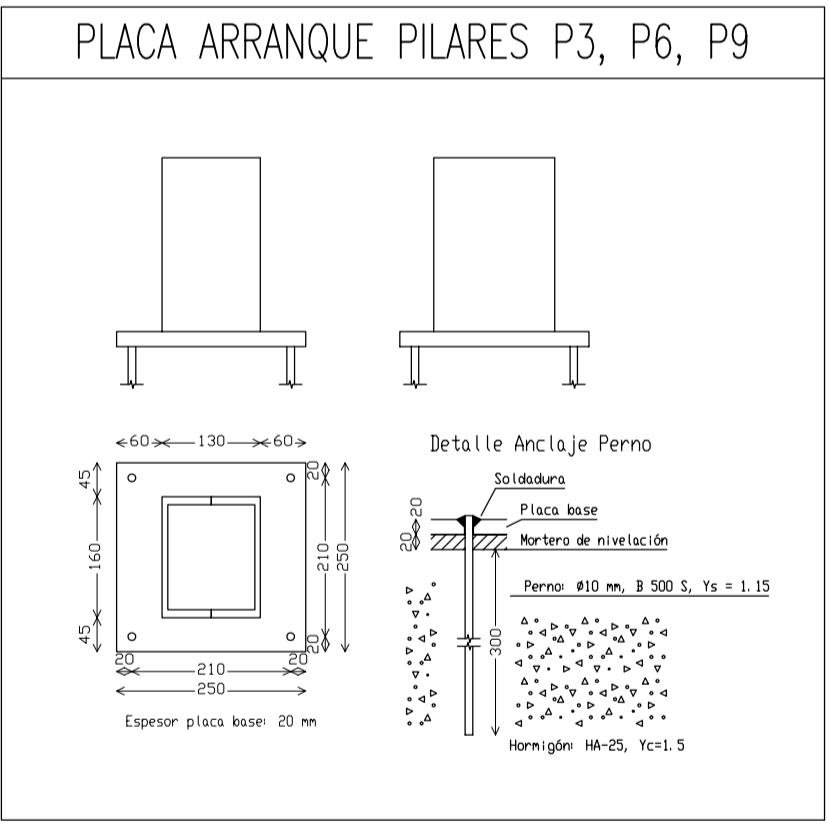 PLACA ARRANQUE PILARES P3, P6, P9
60 130 60
45
160
45
20
210
20
250
20 210 20
250
Espesor placa base: 20 mm
Detalle Anclaje Perno
Soldadura
Placa base
Mortero de nivelación
20
20
Perno: Ø10 mm, B 500 S, Ys = 1.15
300
Hormigón: HA-25, Yc=1.5